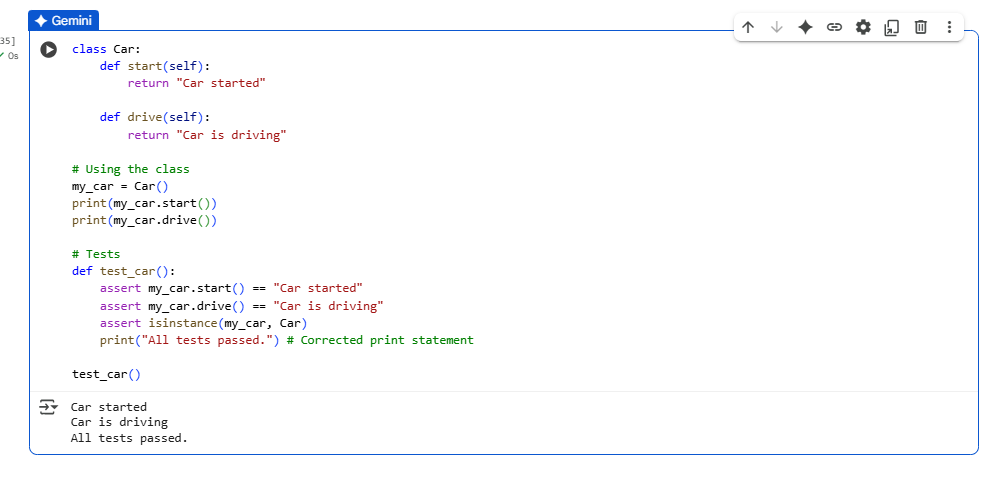 Gemini
35]
0s
class Car:
    def start(self):
        return "Car started"

    def drive(self):
        return "Car is driving"

# Using the class
my_car = Car()
print(my_car.start())
print(my_car.drive())

# Tests
def test_car():
    assert my_car.start() == "Car started"
    assert my_car.drive() == "Car is driving"
    assert isinstance(my_car, Car)
    print("All tests passed.") # Corrected print statement

test_car()
Car started
Car is driving
All tests passed.